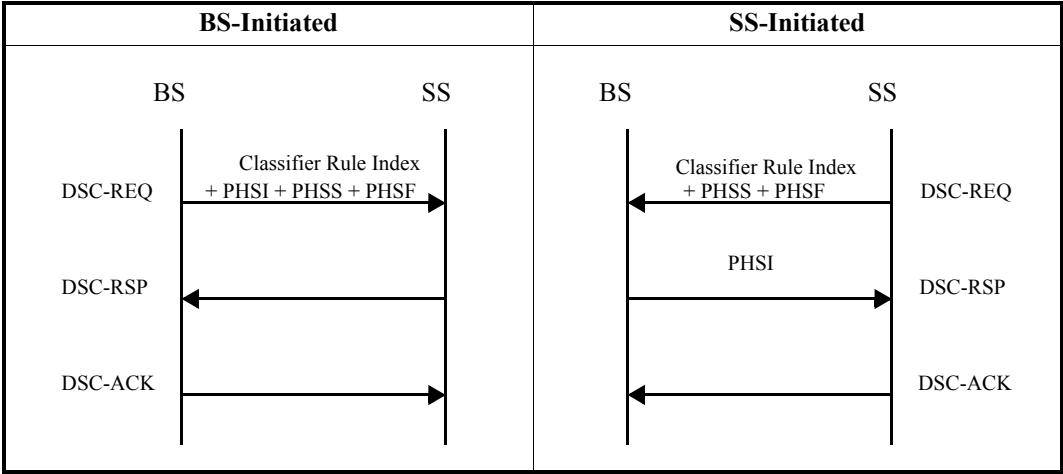 BS-Initiated
SS-Initiated
BS
SS
BS
SS
Classifier Rule Index
+ PHSI + PHSS + PHSF
DSC-REQ
Classifier Rule Index
+ PHSS + PHSF
DSC-REQ
DSC-RSP
PHSI
DSC-RSP
DSC-ACK
DSC-ACK